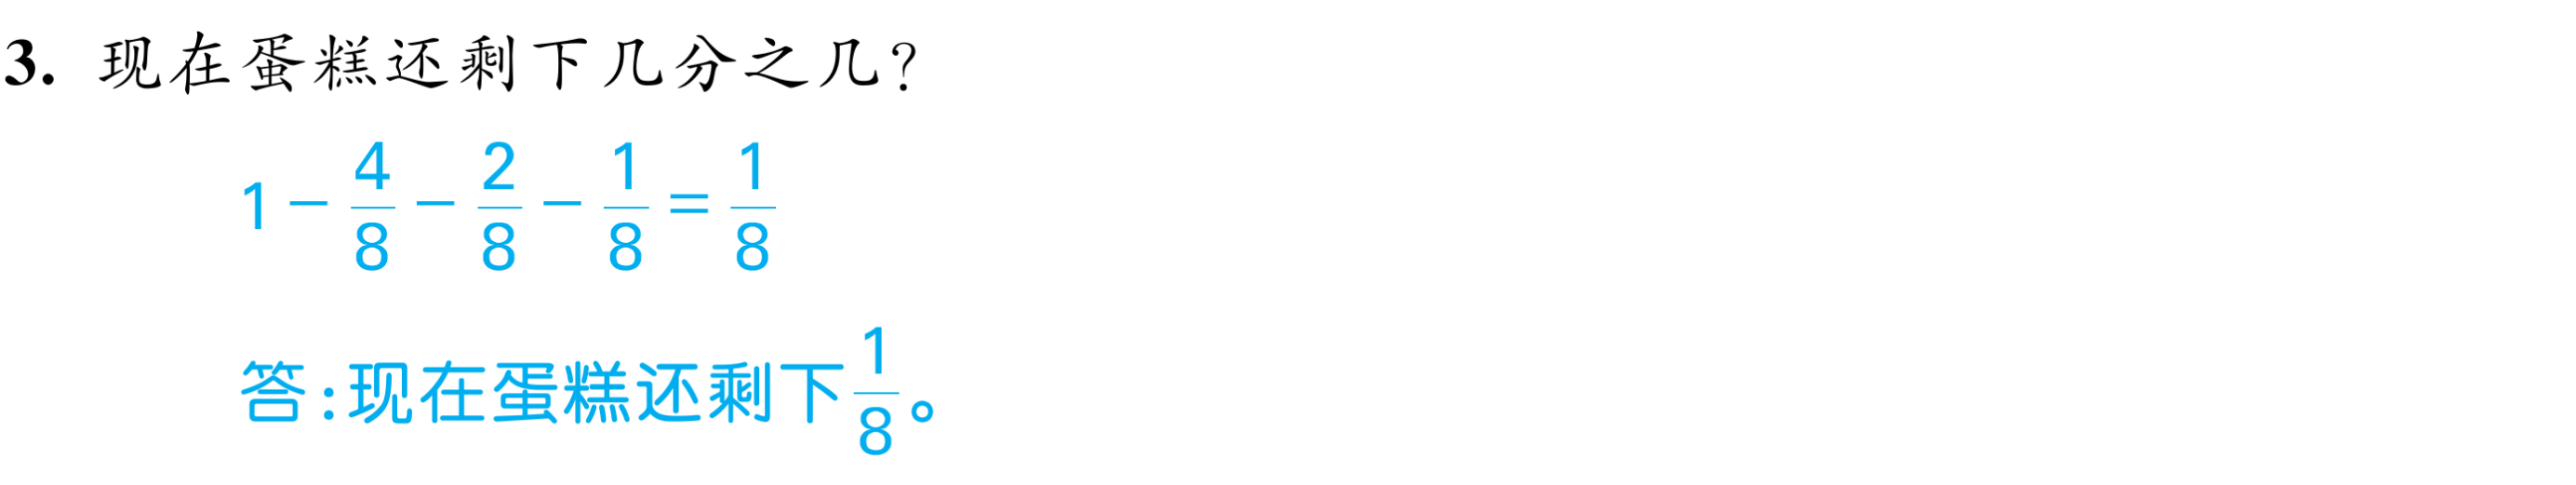 3. 现在蛋糕还剩下几分之几?
1 − 4/8 − 2/8 − 1/8 = 1/8
答:现在蛋糕还剩下1/8。